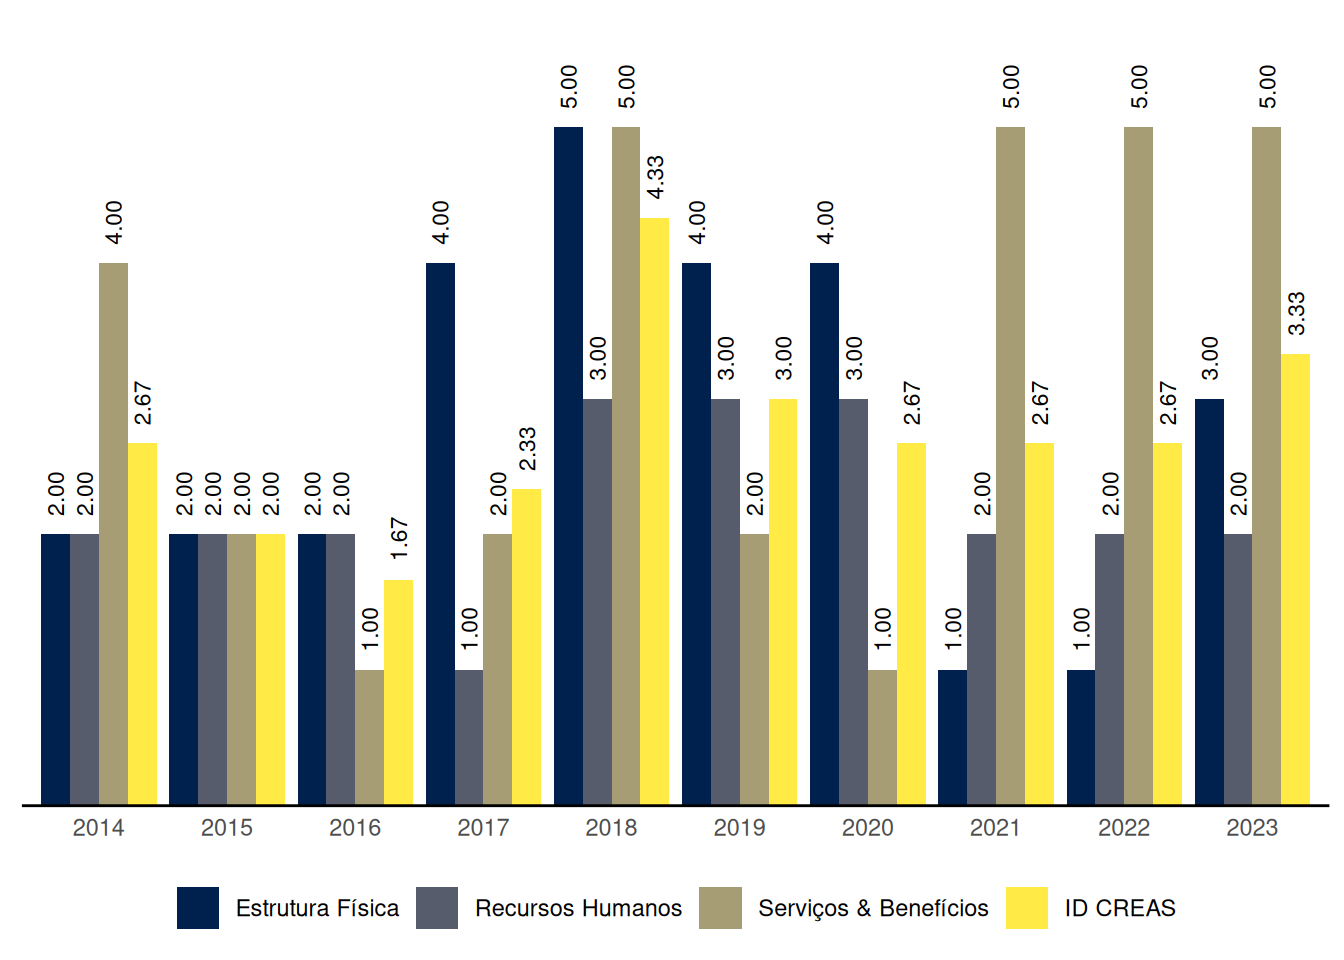 5.00 5.00 5.00 5.00 5.00
4.33
4.00 4.00 4.00 4.00
3.33
3.00 3.00 3.00 3.00 3.00
2.67 2.67 2.67 2.67
2.33
2.00 2.00 2.00 2.00 2.00 2.00 2.00 2.00 2.00 2.00 2.00 2.00 2.00
1.67
1.00 1.00 1.00 1.00 1.00
2014 2015 2016 2017 2018 2019 2020 2021 2022 2023
Estrutura Física Recursos Humanos Serviços & Benefícios ID CREAS